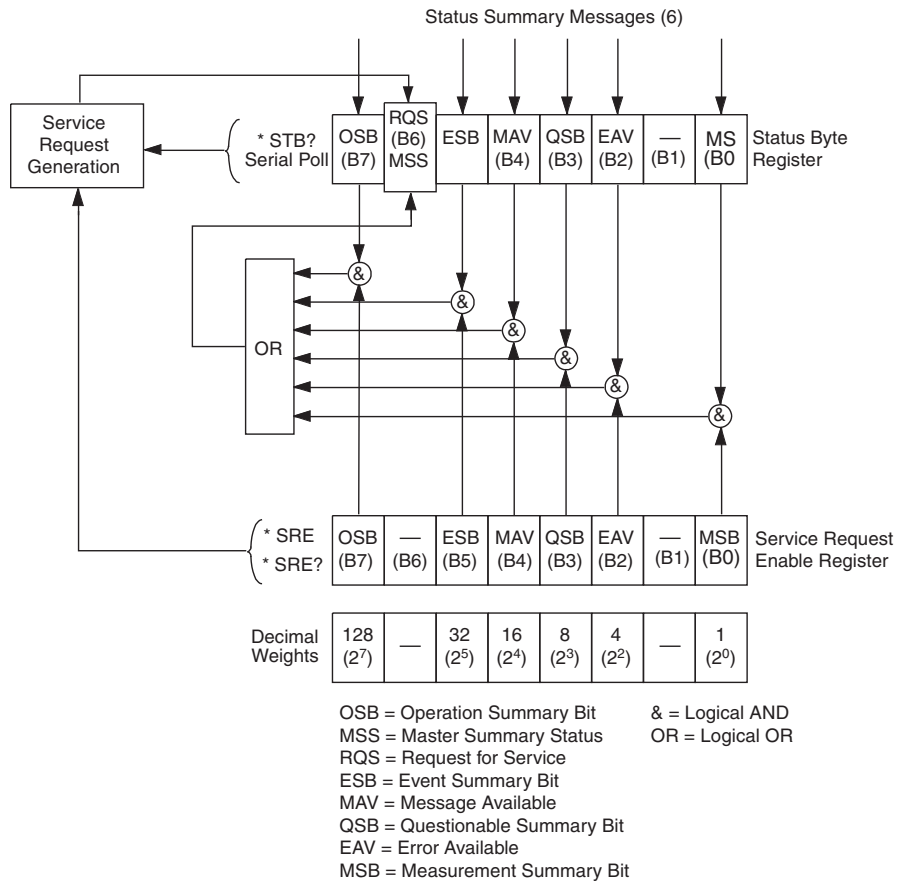 Status Summary Messages (6)
Service
Request
Generation
* STB?
Serial Poll
OSB
(B7)
RQS
(B6)
MSS
ESB
MAV
(B4)
QSB
(B3)
EAV
(B2)
—
(B1)
MS
(B0
Status Byte
Register
OR
&
&
&
&
&
&
* SRE
* SRE?
OSB
(B7)
—
(B6)
ESB
(B5)
MAV
(B4)
QSB
(B3)
EAV
(B2)
—
(B1)
MSB
(B0)
Service Request
Enable Register
Decimal
Weights
128
(2⁷)
—
32
(2⁵)
16
(2⁴)
8
(2³)
4
(2²)
—
1
(2⁰)
OSB = Operation Summary Bit
MSS = Master Summary Status
RQS = Request for Service
ESB = Event Summary Bit
MAV = Message Available
QSB = Questionable Summary Bit
EAV = Error Available
MSB = Measurement Summary Bit
& = Logical AND
OR = Logical OR